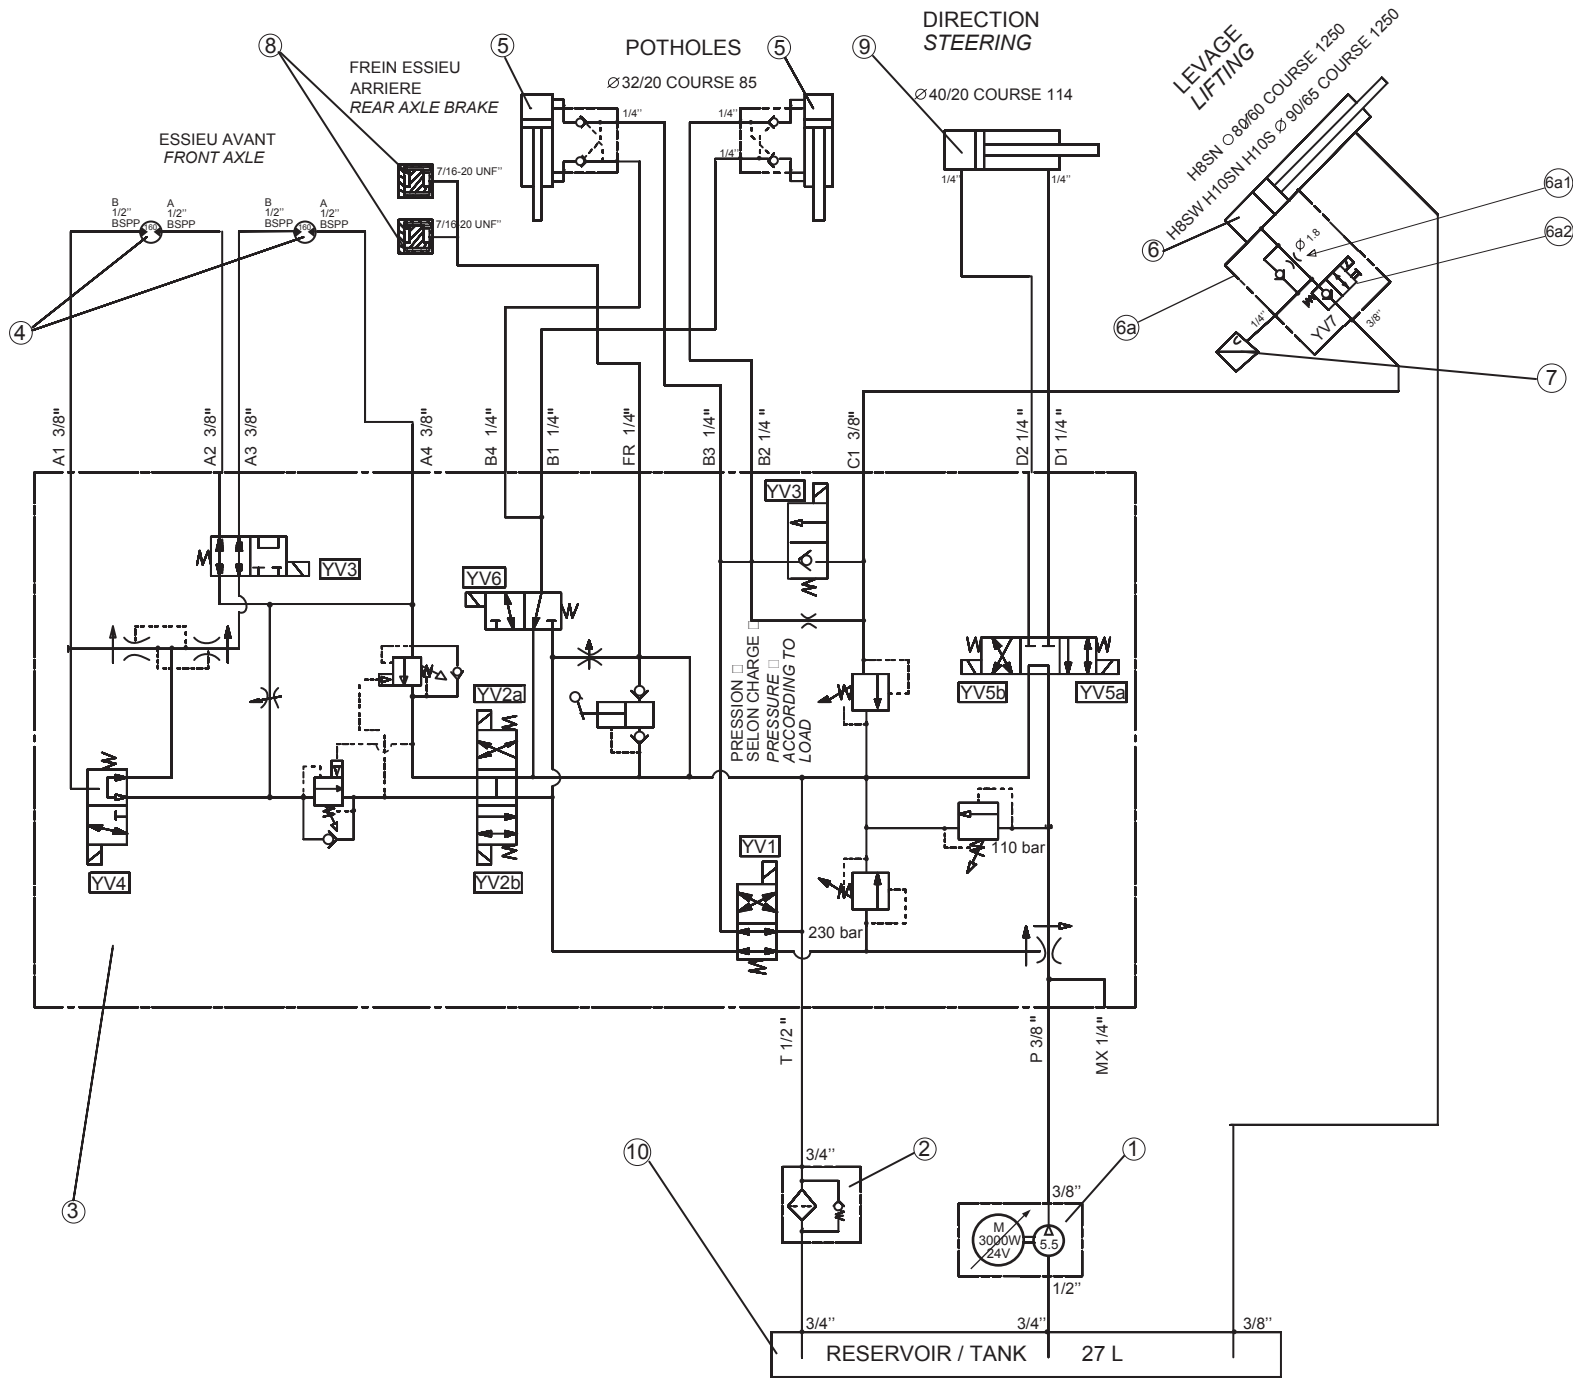 DIRECTION
STEERING
9
Ø 40/20 COURSE 114
1/4"
1/4"
POTHOLES
Ø 32/20 COURSE 85
5
5
1/4"
1/4"
1/4"
8
FREIN ESSIEU
ARRIERE
REAR AXLE BRAKE
7/16-20 UNF"
7/16-20 UNF"
ESSIEU AVANT
FRONT AXLE
B
1/2"
BSPP
160
A
1/2"
BSPP
B
1/2"
BSPP
160
A
1/2"
BSPP
4
LEVAGE
LIFTING
H8SN O 80/60 COURSE 1250
H8SW H10SN H10S Ø 90/65 COURSE 1250
6
6a1
6a2
6a
Ø 1.8
YV7
1/4"
3/8"
7
A1 3/8"
A2 3/8"
A3 3/8"
A4 3/8"
B4 1/4"
B1 1/4"
FR 1/4"
B3 1/4"
B2 1/4 "
C1 3/8"
D2 1/4 "
D1 1/4 "
YV3
YV3
YV6
YV2a
YV5b
YV5a
PRESSION □
SELON CHARGE □
PRESSURE □
ACCORDING TO
LOAD
110 bar
YV1
YV4
YV2b
230 bar
T 1/2 "
P 3/8 "
MX 1/4"
3
10
2
1
3/4"
3/8"
M
3000W
24V
5.5
1/2"
3/4"
3/4"
3/8"
RESERVOIR / TANK 27 L